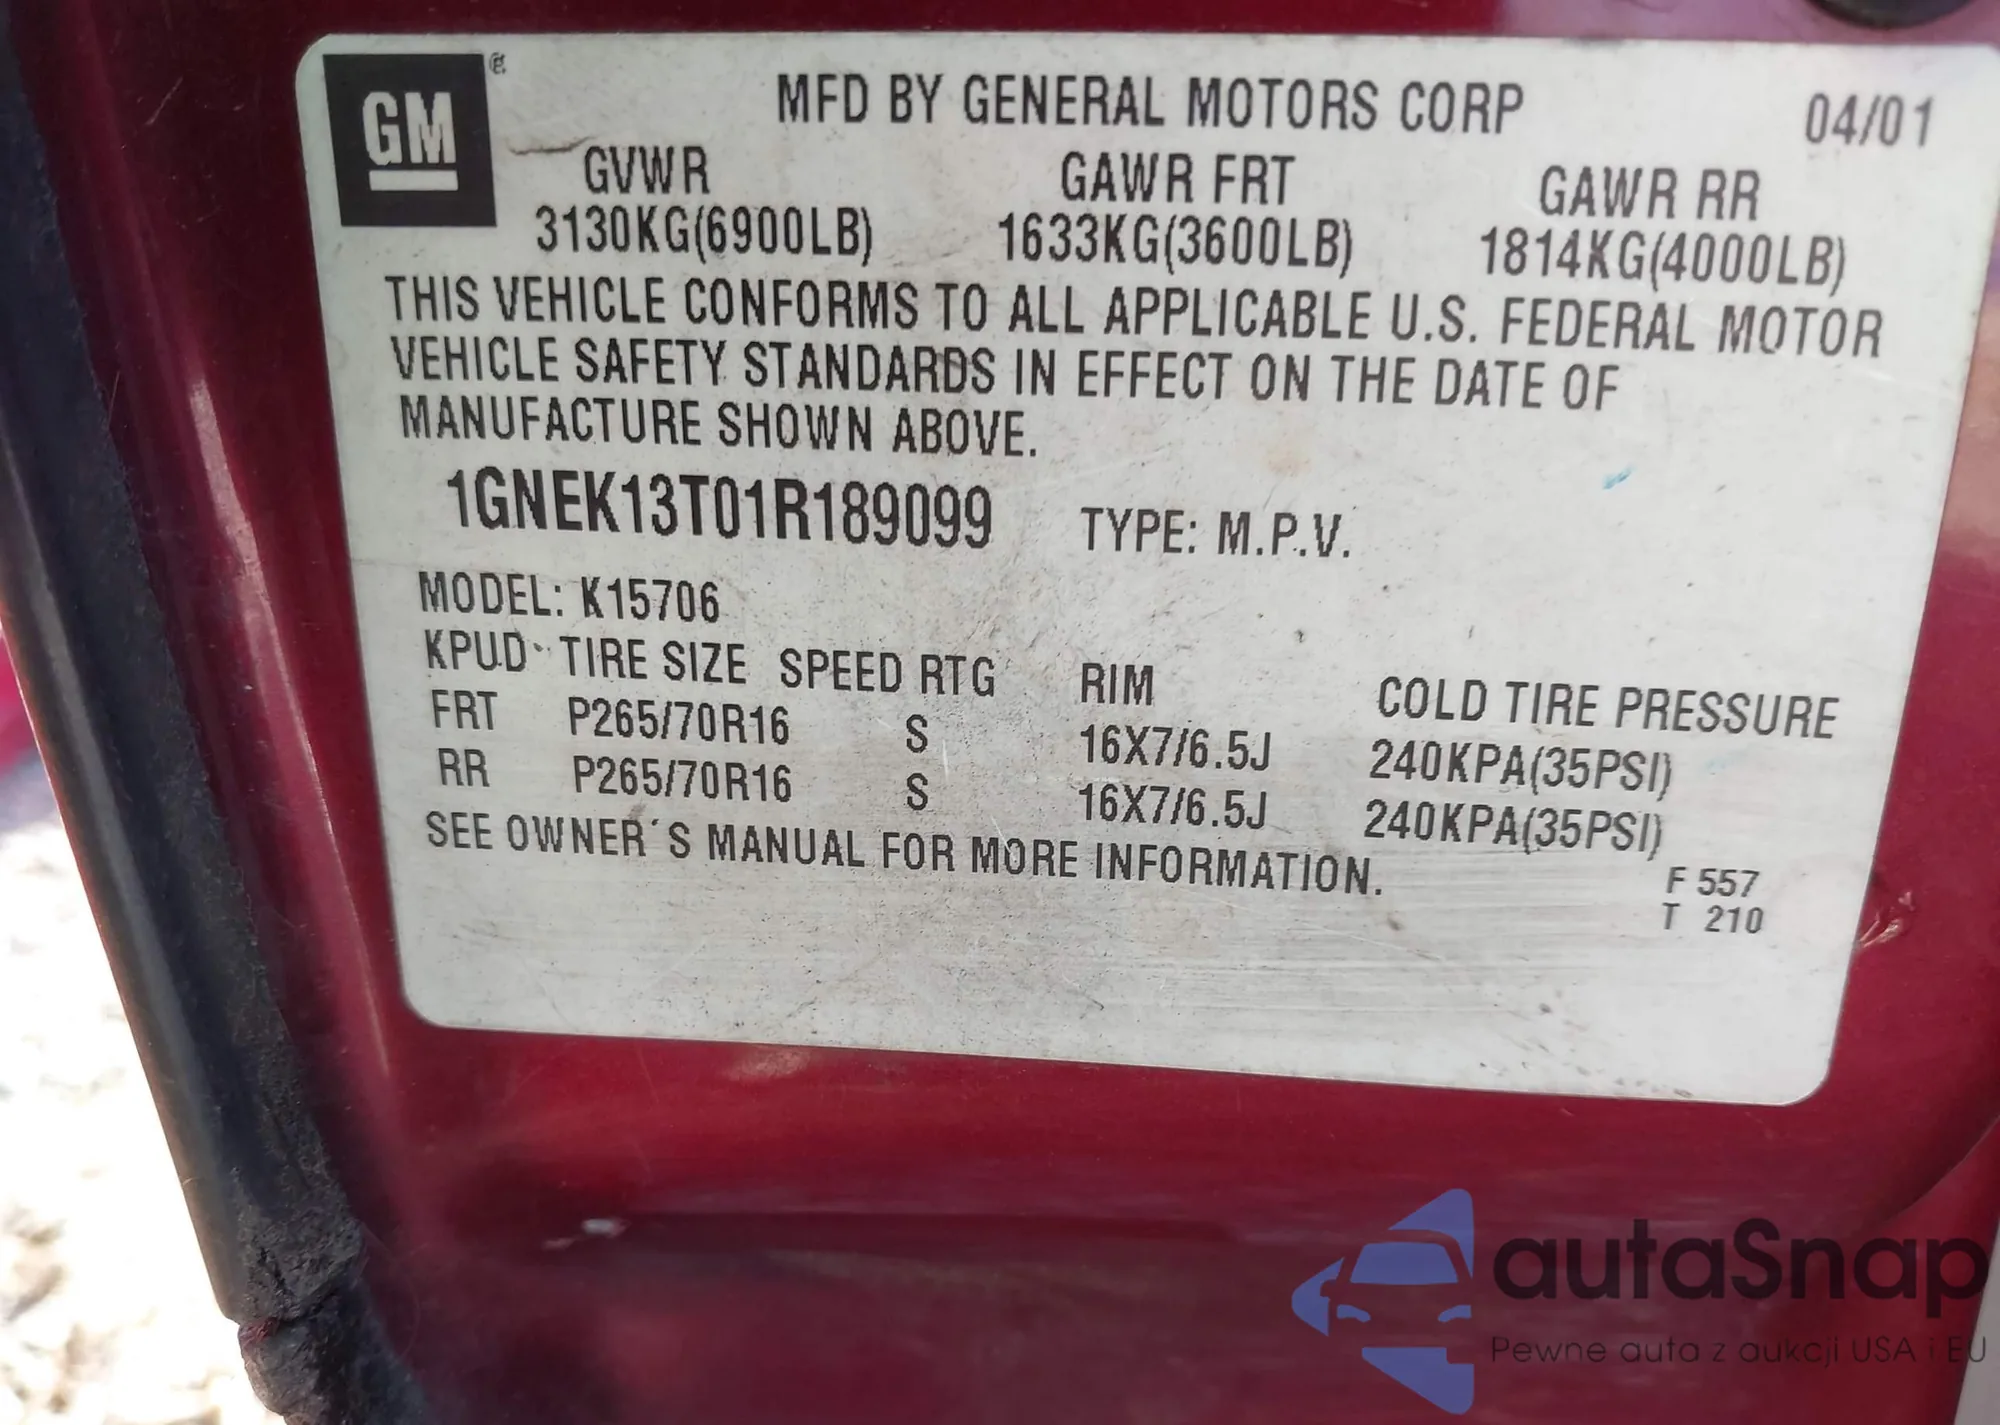 GM
MFD BY GENERAL MOTORS CORP 04/01
GVWR GAWR FRT GAWR RR
3130KG(6900LB) 1633KG(3600LB) 1814KG(4000LB)
THIS VEHICLE CONFORMS TO ALL APPLICABLE U.S. FEDERAL MOTOR
VEHICLE SAFETY STANDARDS IN EFFECT ON THE DATE OF
MANUFACTURE SHOWN ABOVE.
1GNEK13T01R189099 TYPE: M.P.V.
MODEL: K15706
KPUD TIRE SIZE SPEED RTG RIM COLD TIRE PRESSURE
FRT P265/70R16 S 16X7/6.5J 240KPA(35PSI)
RR P265/70R16 S 16X7/6.5J 240KPA(35PSI)
SEE OWNER´S MANUAL FOR MORE INFORMATION.
F 557
T 210
autaSnap
Pewne auta z aukcji USA i EU